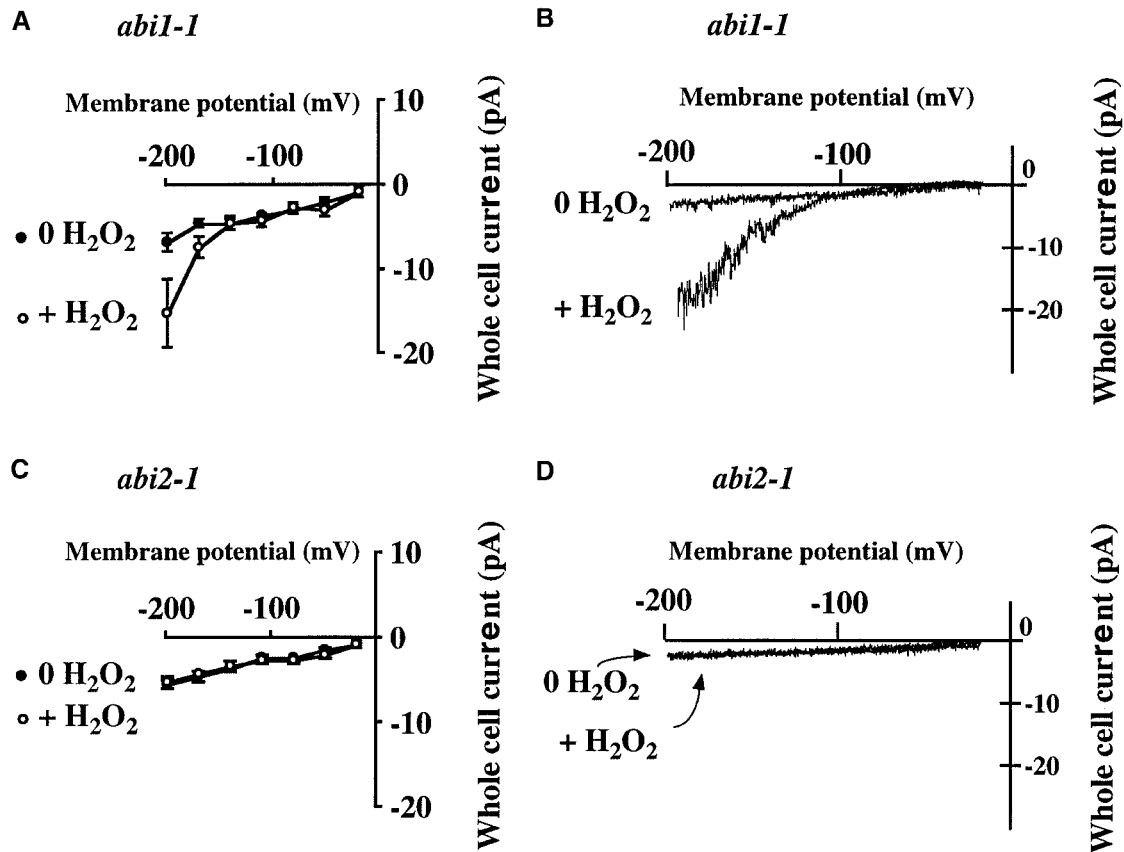 A
abi1-1
Membrane potential (mV)
10
-200
-100
0
0 H₂O₂
-10
+ H₂O₂
-20
Whole cell current (pA)
B
abi1-1
Membrane potential (mV)
-200
-100
0
0 H₂O₂
-10
+ H₂O₂
-20
Whole cell current (pA)
C
abi2-1
Membrane potential (mV)
10
-200
-100
0
0 H₂O₂
+ H₂O₂
-10
-20
Whole cell current (pA)
D
abi2-1
Membrane potential (mV)
-200
-100
0
0 H₂O₂
-10
+ H₂O₂
-20
Whole cell current (pA)